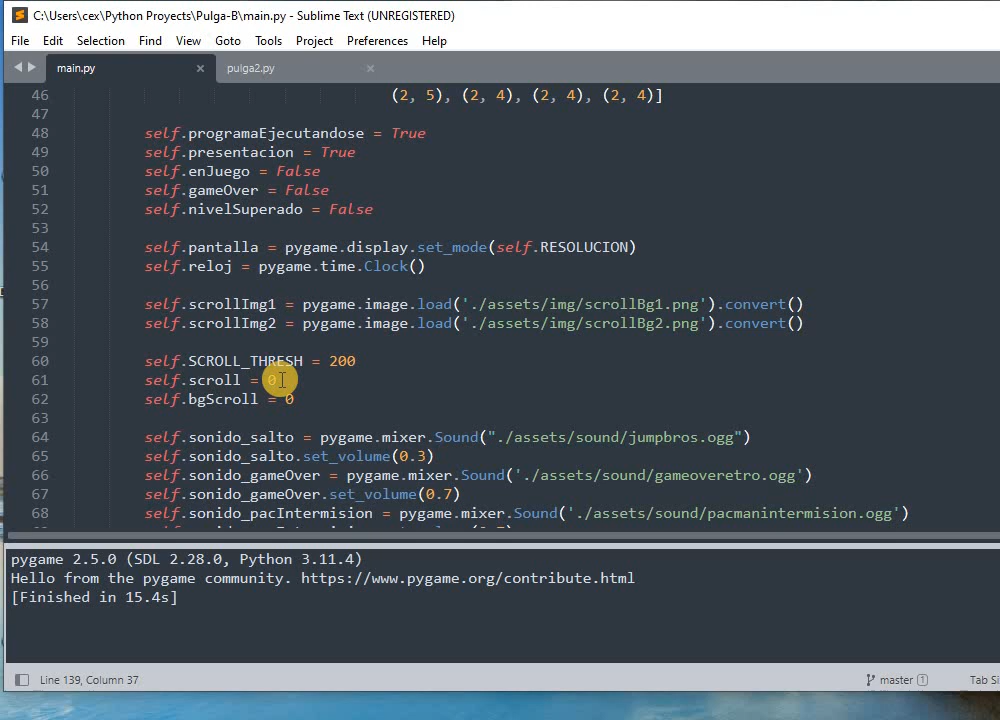 C:\Users\cex\Python Proyects\Pulga-B\main.py - Sublime Text (UNREGISTERED)
File Edit Selection Find View Goto Tools Project Preferences Help
main.py pulga2.py
46 (2, 5), (2, 4), (2, 4), (2, 4)]
47
48 self.programaEjecutandose = True
49 self.presentacion = True
50 self.enJuego = False
51 self.gameOver = False
52 self.nivelSuperado = False
53
54 self.pantalla = pygame.display.set_mode(self.RESOLUCION)
55 self.reloj = pygame.time.Clock()
56
57 self.scrollImg1 = pygame.image.load('./assets/img/scrollBg1.png').convert()
58 self.scrollImg2 = pygame.image.load('./assets/img/scrollBg2.png').convert()
59
60 self.SCROLL_THRESH = 200
61 self.scroll = 0
62 self.bgScroll = 0
63
64 self.sonido_salto = pygame.mixer.Sound("./assets/sound/jumpbros.ogg")
65 self.sonido_salto.set_volume(0.3)
66 self.sonido_gameOver = pygame.mixer.Sound('./assets/sound/gameoveretro.ogg')
67 self.sonido_gameOver.set_volume(0.7)
68 self.sonido_pacIntermision = pygame.mixer.Sound('./assets/sound/pacmanintermision.ogg')
pygame 2.5.0 (SDL 2.28.0, Python 3.11.4)
Hello from the pygame community. https://www.pygame.org/contribute.html
[Finished in 15.4s]
Line 139, Column 37 master 1 Tab Si